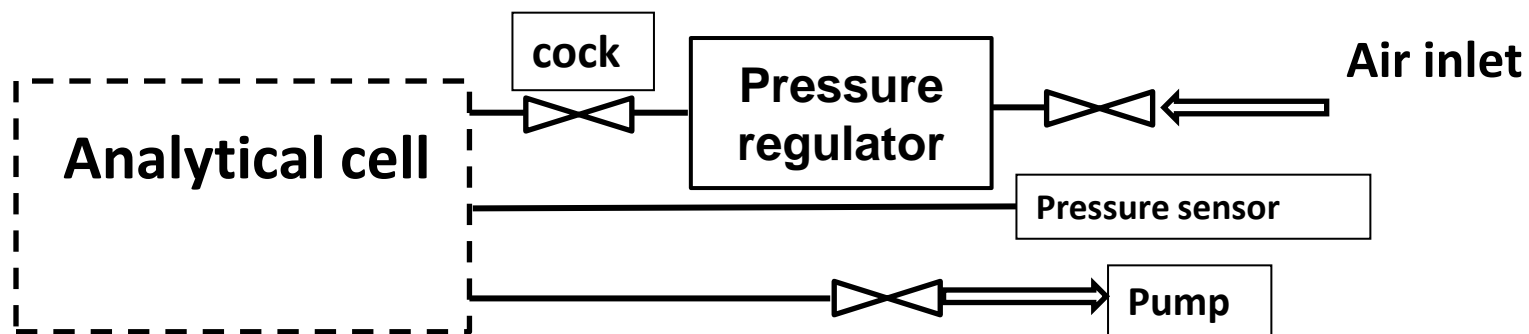 cock
Pressure
regulator
Air inlet
Analytical cell
Pressure sensor
Pump